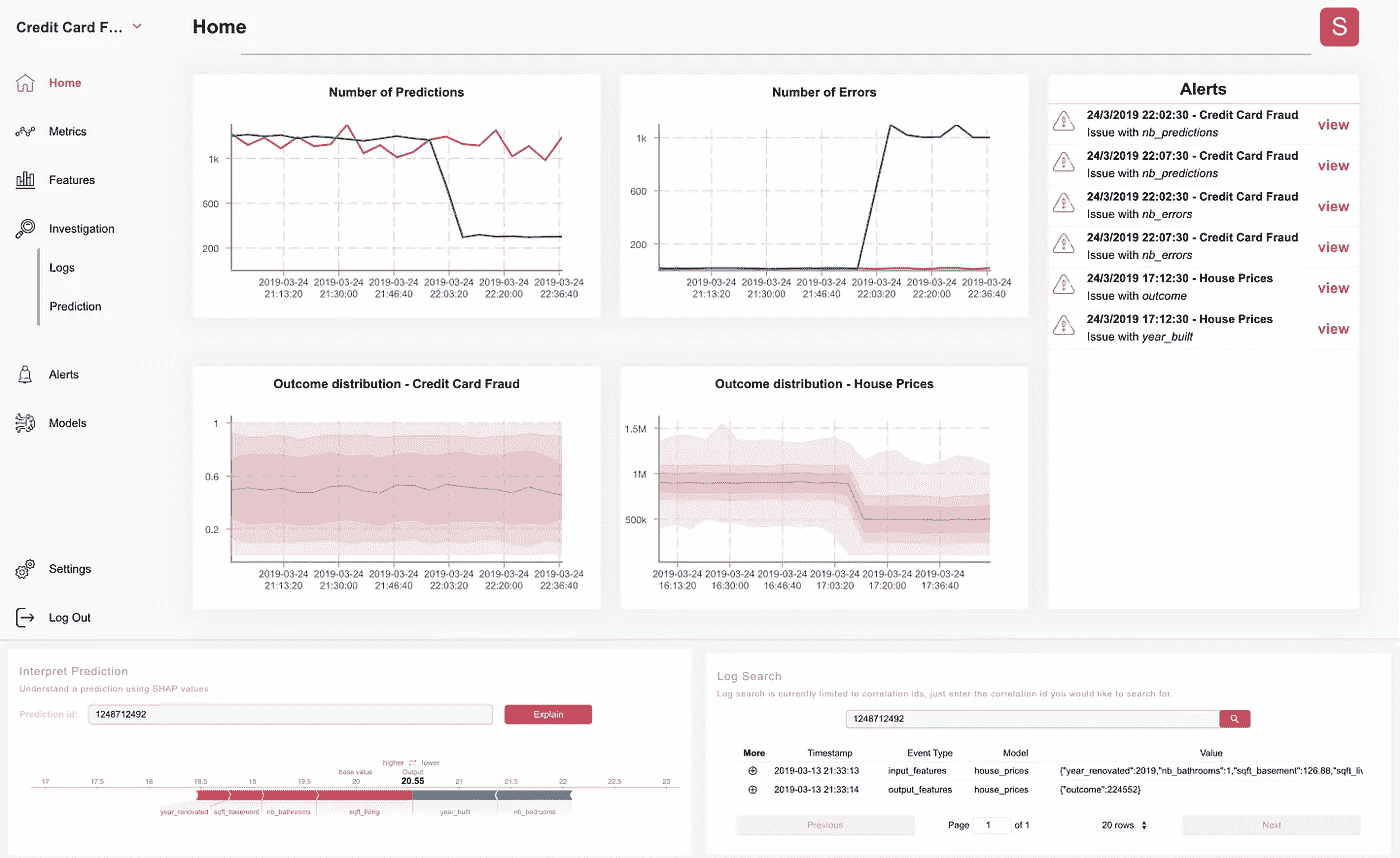 Credit Card F...
Home
S
Home
Metrics
Features
Investigation
Logs
Prediction
Alerts
Models
Settings
Log Out
Number of Predictions
1k
600
200
2019-03-24 2019-03-24 2019-03-24 2019-03-24 2019-03-24 2019-03-24
21:13:20 21:30:00 21:46:40 22:03:20 22:20:00 22:36:40
Number of Errors
1k
600
200
2019-03-24 2019-03-24 2019-03-24 2019-03-24 2019-03-24 2019-03-24
21:13:20 21:30:00 21:46:40 22:03:20 22:20:00 22:36:40
Alerts
24/3/2019 22:02:30 - Credit Card Fraud
Issue with nb_predictions
view
24/3/2019 22:07:30 - Credit Card Fraud
Issue with nb_predictions
view
24/3/2019 22:02:30 - Credit Card Fraud
Issue with nb_errors
view
24/3/2019 22:07:30 - Credit Card Fraud
Issue with nb_errors
view
24/3/2019 17:12:30 - House Prices
Issue with outcome
view
24/3/2019 17:12:30 - House Prices
Issue with year_built
view
Outcome distribution - Credit Card Fraud
1
0.6
0.2
2019-03-24 2019-03-24 2019-03-24 2019-03-24 2019-03-24 2019-03-24
21:13:20 21:30:00 21:46:40 22:03:20 22:20:00 22:36:40
Outcome distribution - House Prices
1.5M
1M
500k
2019-03-24 2019-03-24 2019-03-24 2019-03-24 2019-03-24 2019-03-24
16:13:20 16:30:00 16:46:40 17:03:20 17:20:00 17:36:40
Interpret Prediction
Understand a prediction using SHAP values
Prediction id: 1248712492 Explain
higher lower
base value Output
20.55
17 17.5 18 18.5 19 19.5 20 21 21.5 22 22.5 23
year_renovated sqft_basement nb_bathrooms sqft_living year_built nb_bedrooms
Log Search
Log search is currently limited to correlation ids, just enter the correlation id you would like to search for.
1248712492
More Timestamp Event Type Model Value
2019-03-13 21:33:13 input_features house_prices {"year_renovated":2019,"nb_bathrooms":1,"sqft_basement":126.88,"sqft_liv
2019-03-13 21:33:14 output_features house_prices {"outcome":224552}
Previous Page 1 of 1 20 rows Next